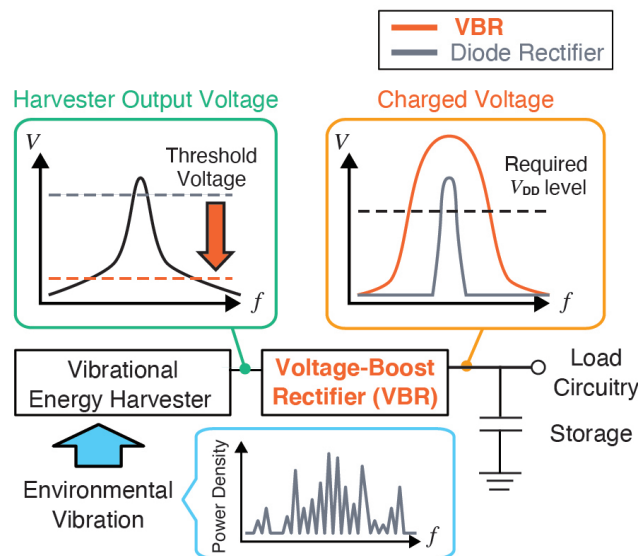 VBR
Diode Rectifier
Harvester Output Voltage
Charged Voltage
V
Threshold
Voltage
f
V
Required
VDD level
f
Vibrational
Energy Harvester
Voltage-Boost
Rectifier (VBR)
Load
Circuitry
Storage
Environmental
Vibration
Power Density
f